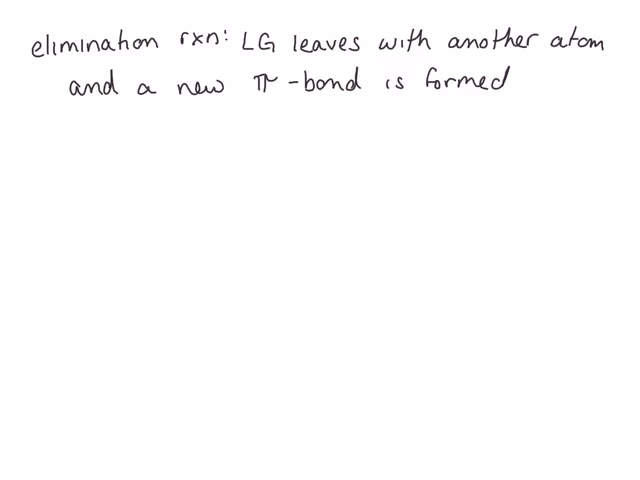 elimination rxn: LG leaves with another atom
and a new π-bond is formed